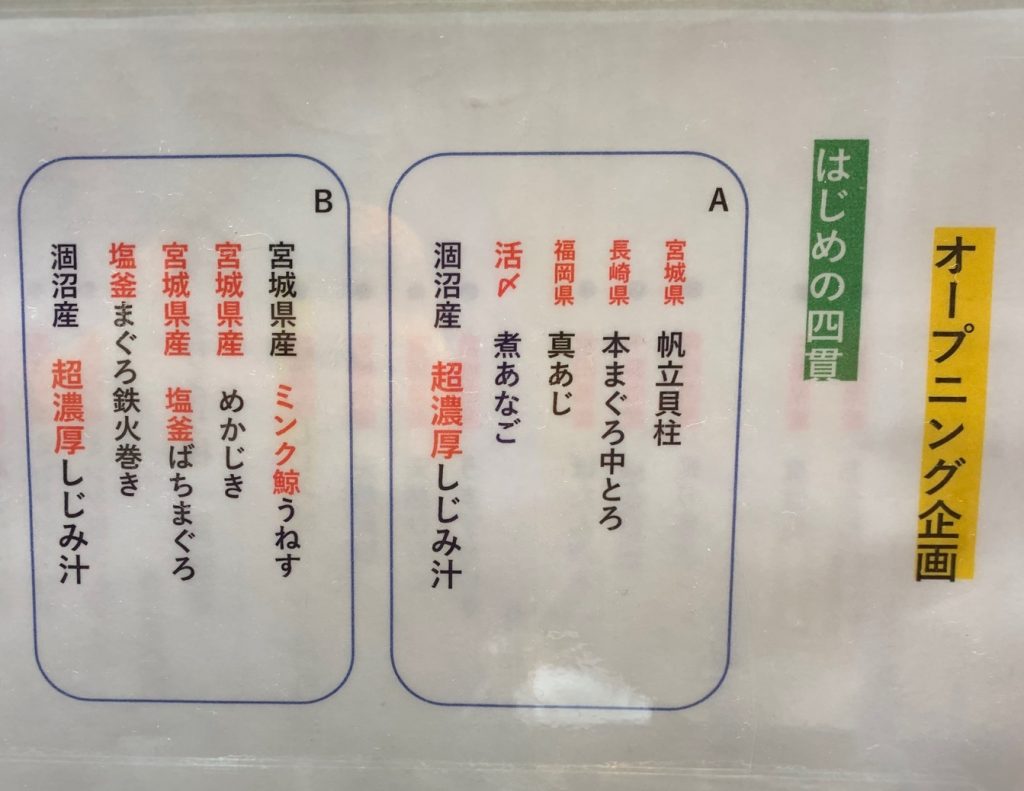 オープニング企画
はじめの四貫
A
宮城県 帆立貝柱
長崎県 本まぐろ中とろ
福岡県 真あじ
活〆 煮あなご
涸沼産 超濃厚しじみ汁
B
宮城県産 ミンク鯨うねす
宮城県産 めかじき
宮城県産 塩釜ばちまぐろ
塩釜まぐろ鉄火巻き
涸沼産 超濃厚しじみ汁